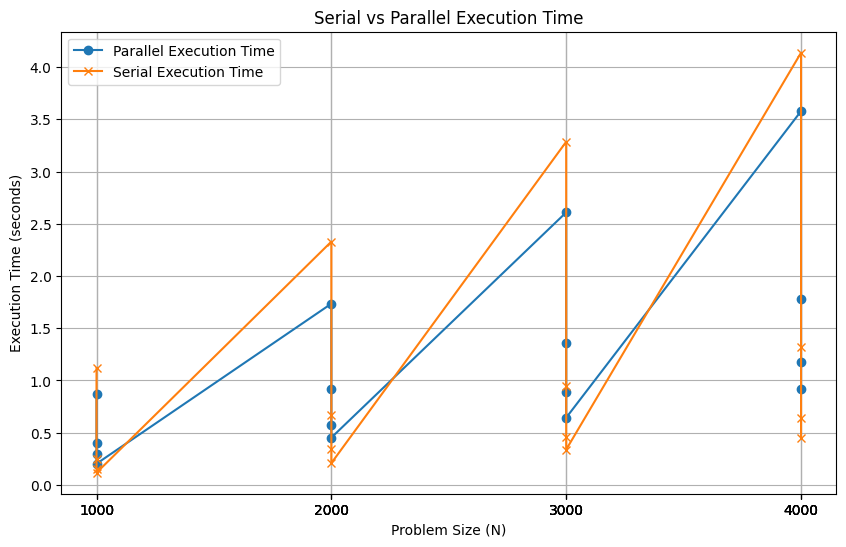 Serial vs Parallel Execution Time
Parallel Execution Time
Serial Execution Time
Execution Time (seconds)
4.0
3.5
3.0
2.5
2.0
1.5
1.0
0.5
0.0
1000 2000 3000 4000
Problem Size (N)